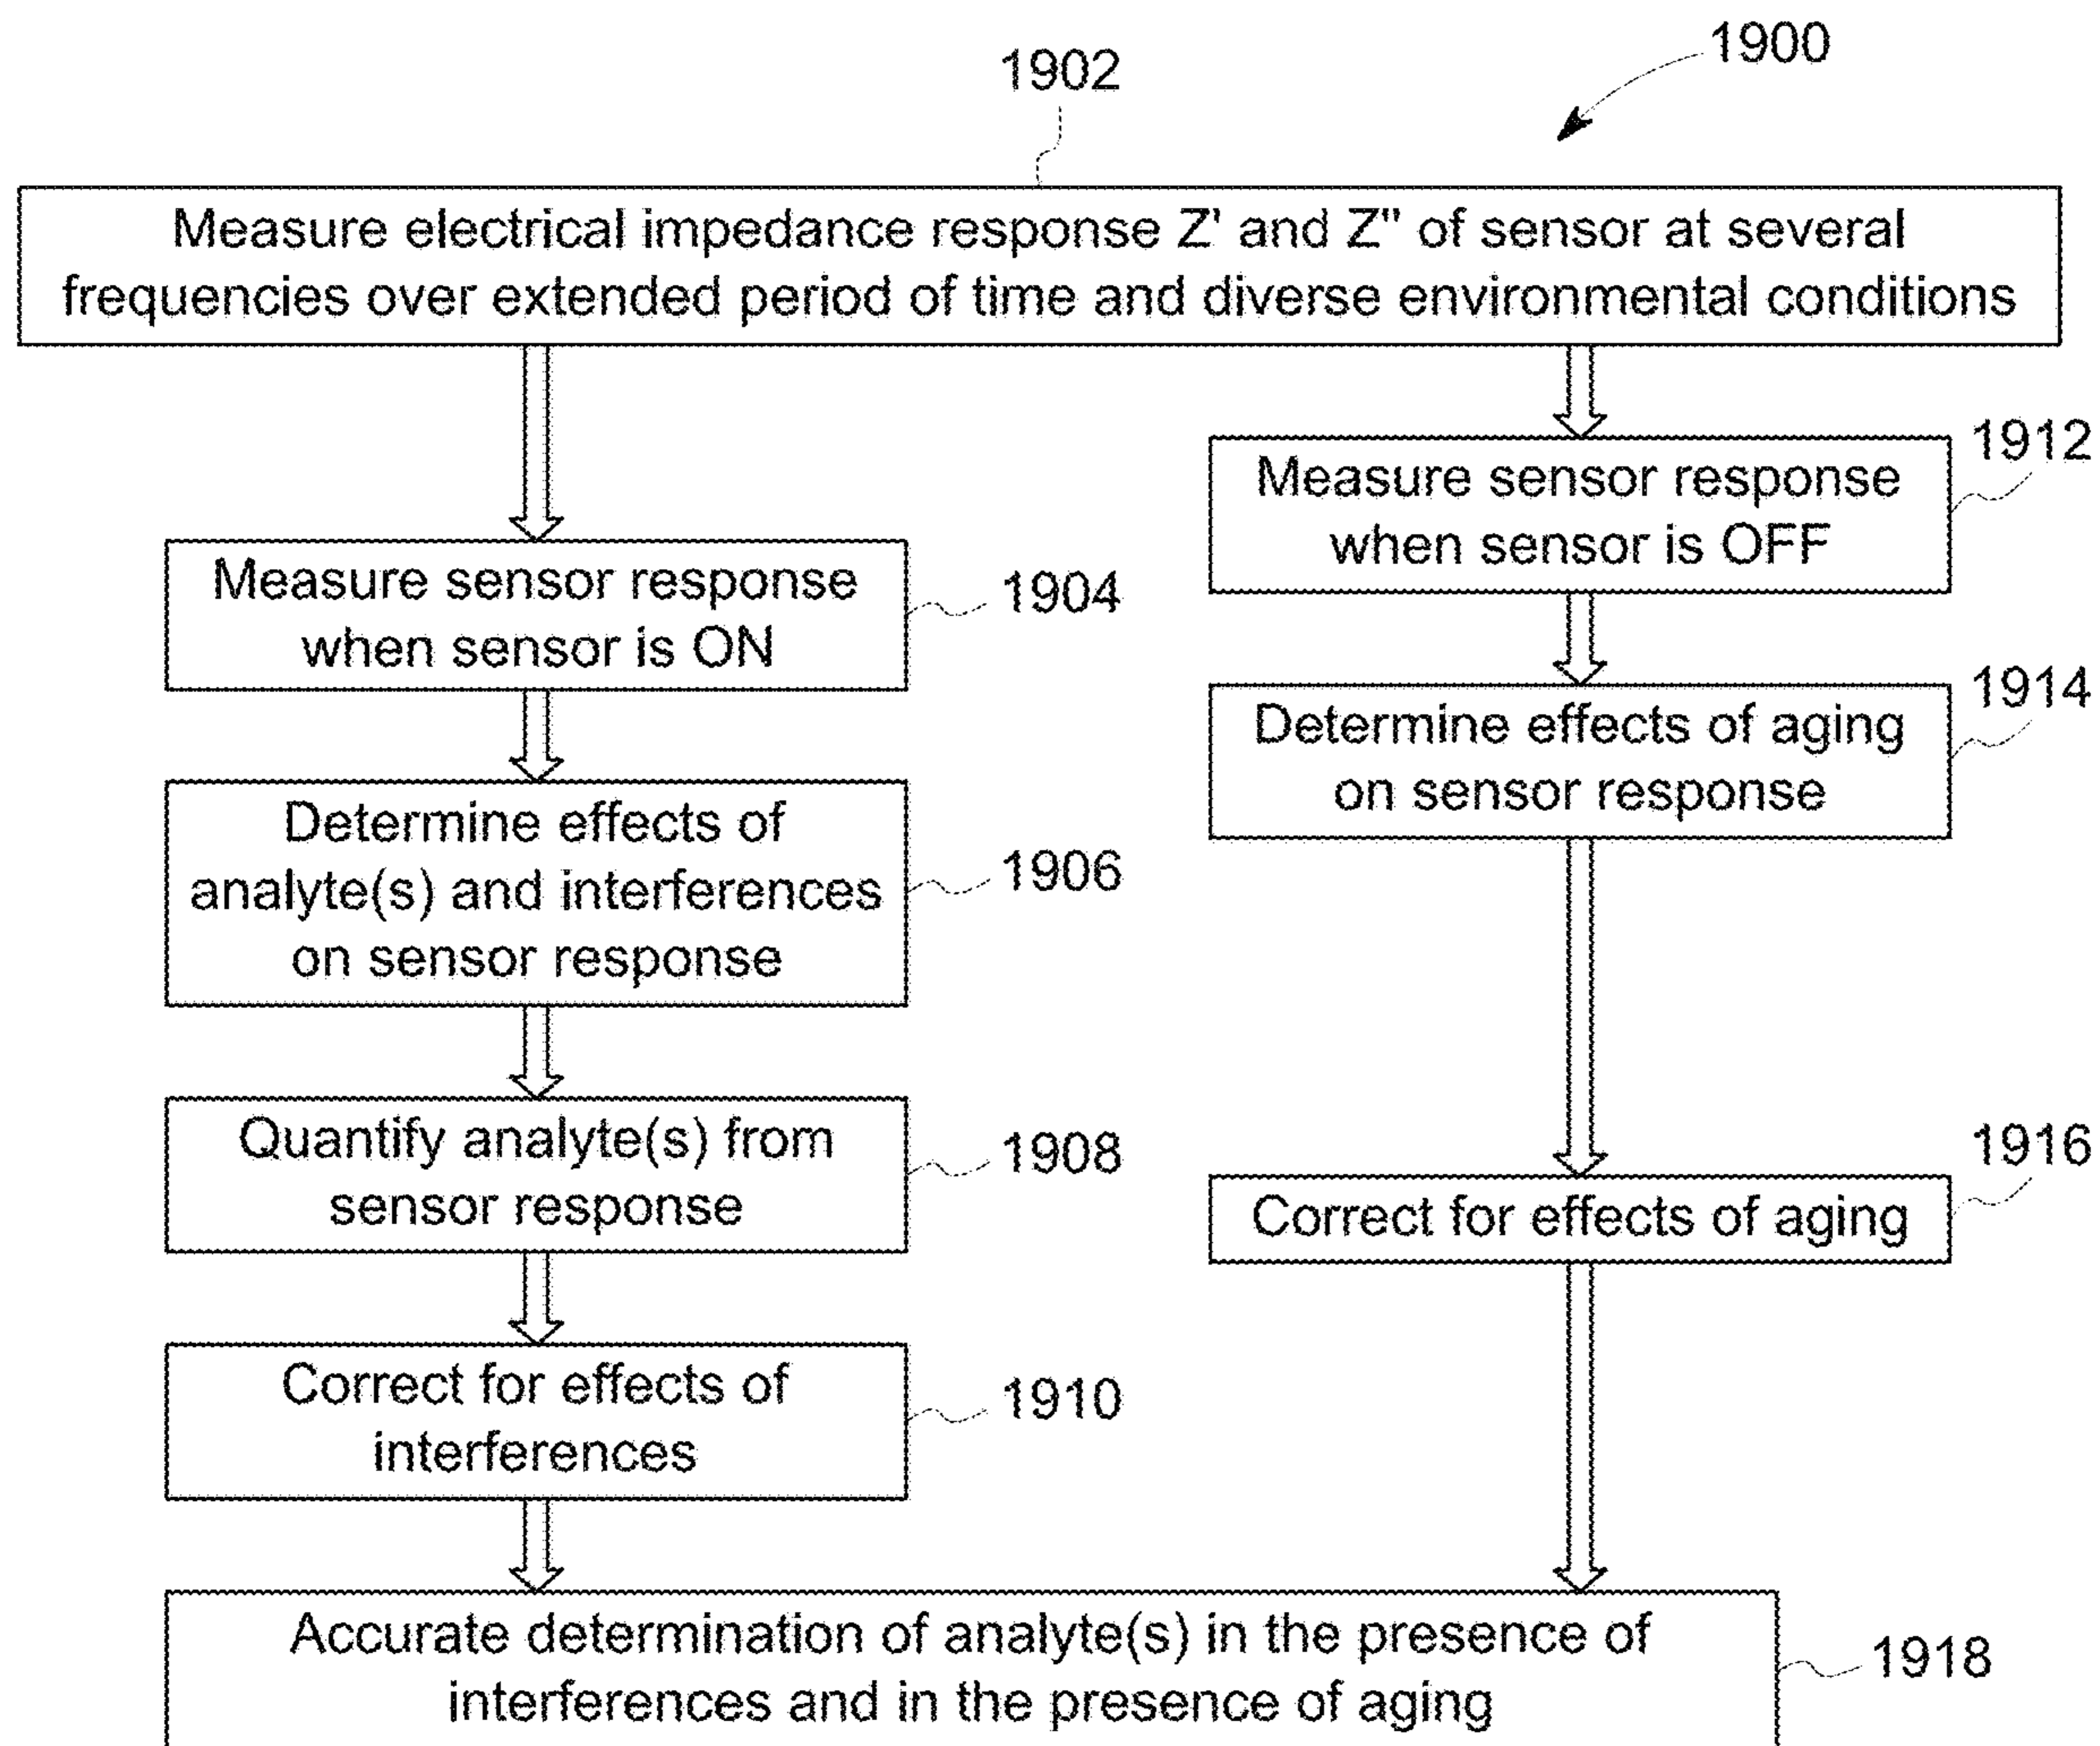 1900
1902
Measure electrical impedance response Z' and Z" of sensor at several
frequencies over extended period of time and diverse environmental conditions
Measure sensor response
when sensor is ON
1904
Determine effects of
analyte(s) and interferences
on sensor response
1906
Quantify analyte(s) from
sensor response
1908
Correct for effects of
interferences
1910
Measure sensor response
when sensor is OFF
1912
Determine effects of aging
on sensor response
1914
Correct for effects of aging
1916
Accurate determination of analyte(s) in the presence of
interferences and in the presence of aging
1918